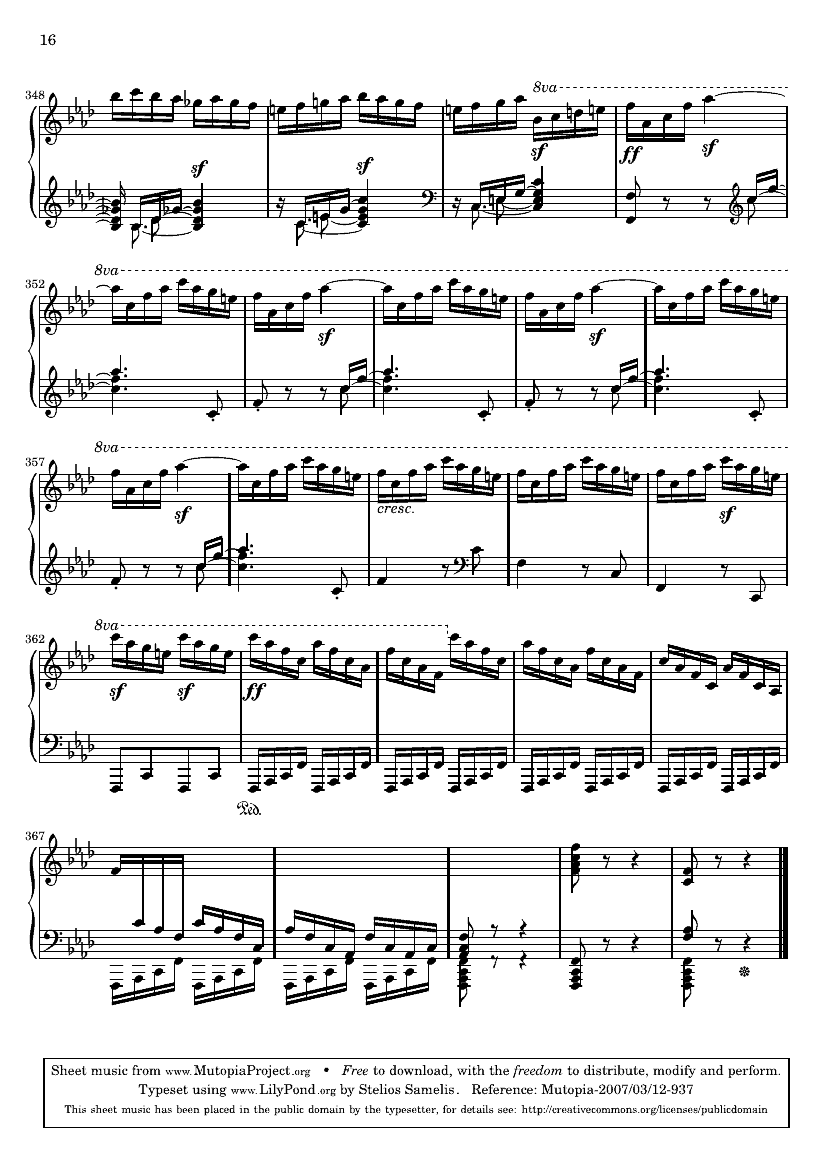 16
8va
348
sf sf sf ff sf
8va
352
sf sf
8va
357
sf cresc. sf
8va
362
sf sf ff
Ped.
367
Sheet music from www.MutopiaProject.org • Free to download, with the freedom to distribute, modify and perform.
Typeset using www.LilyPond.org by Stelios Samelis. Reference: Mutopia-2007/03/12-937
This sheet music has been placed in the public domain by the typesetter, for details see: http://creativecommons.org/licenses/publicdomain